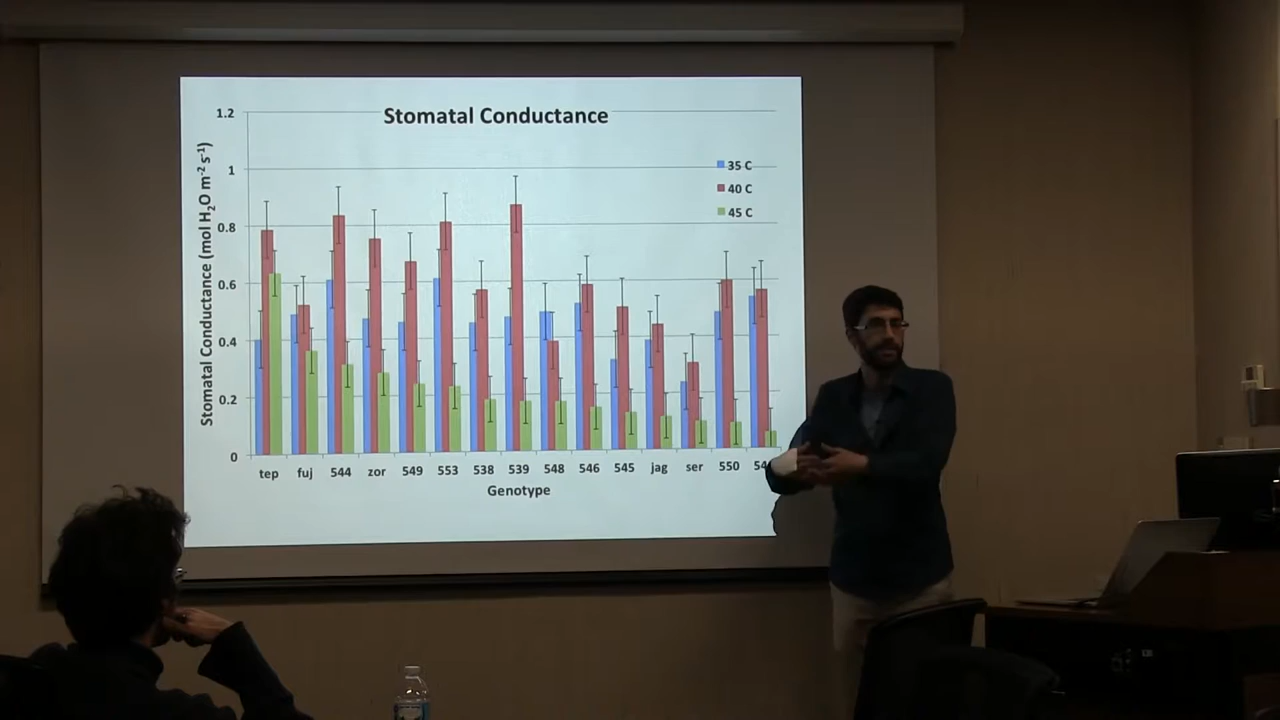 Stomatal Conductance
Stomatal Conductance (mol H₂O m⁻² s⁻¹)
1.2
1
0.8
0.6
0.4
0.2
0
35 C
40 C
45 C
tep fuj 544 zor 549 553 538 539 548 546 545 jag ser 550
Genotype